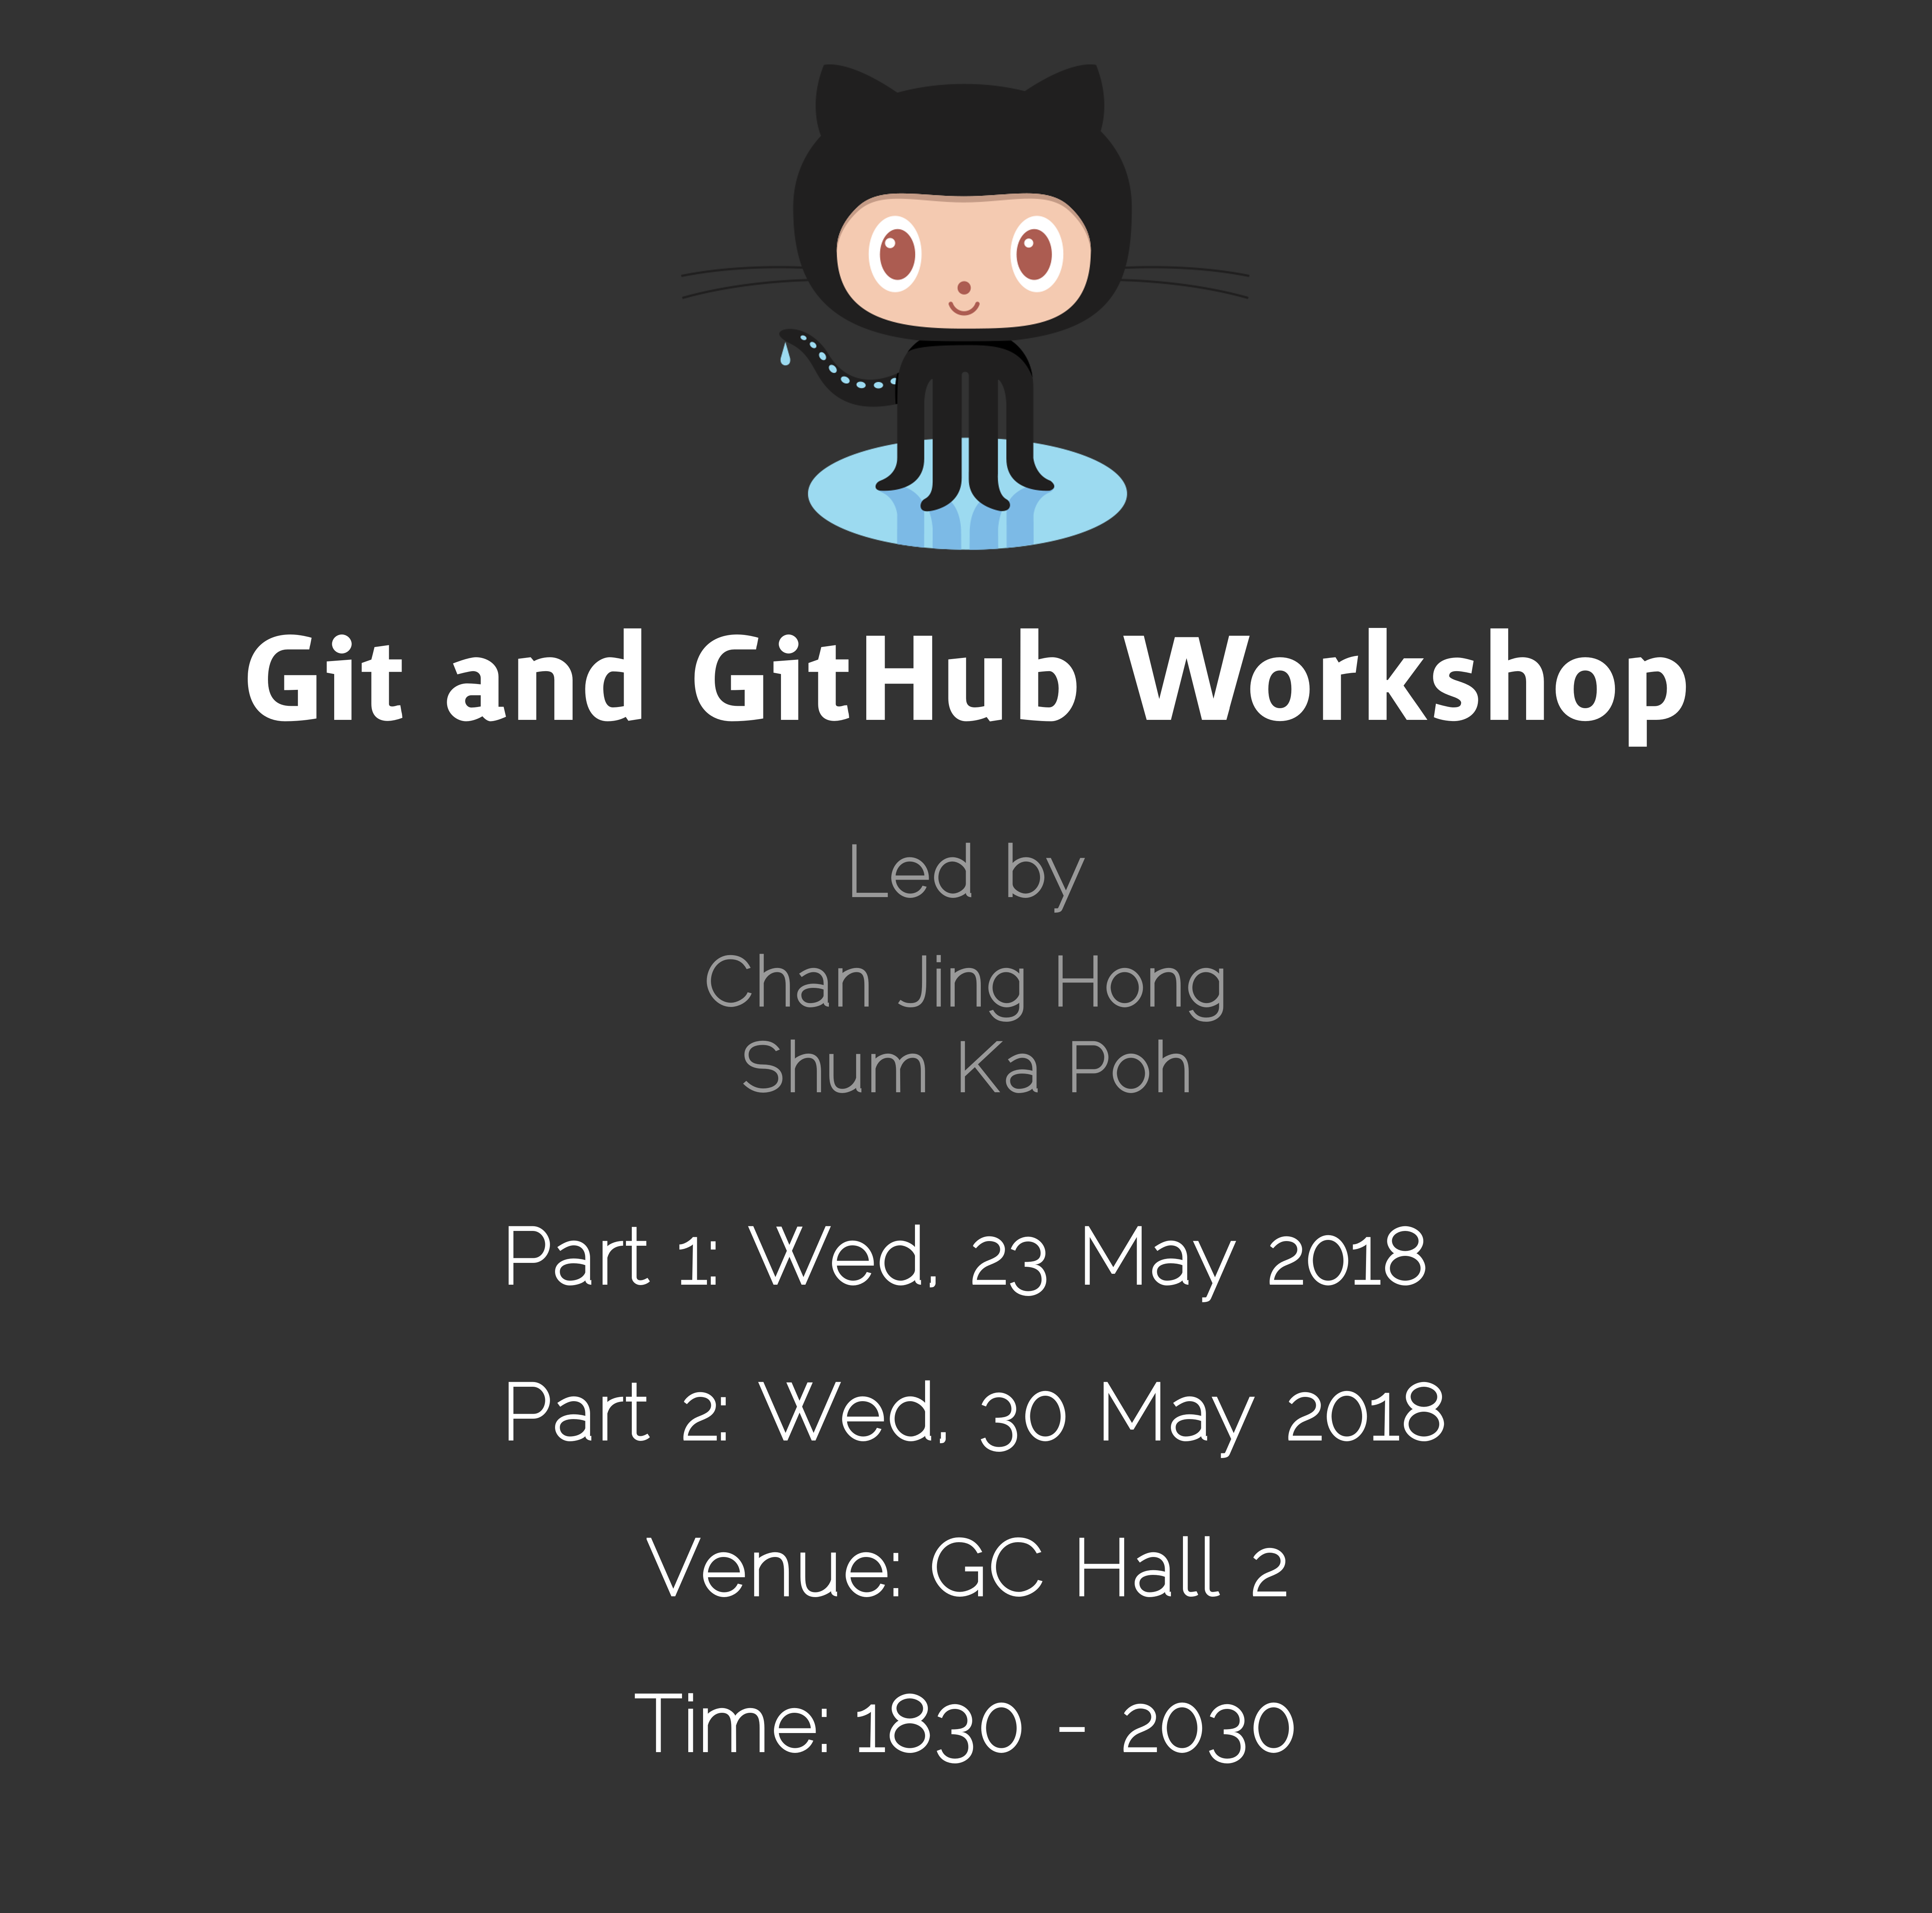 Git and GitHub Workshop
Led by
Chan Jing Hong
Shum Ka Poh
Part 1: Wed, 23 May 2018
Part 2: Wed, 30 May 2018
Venue: GC Hall 2
Time: 1830 - 2030